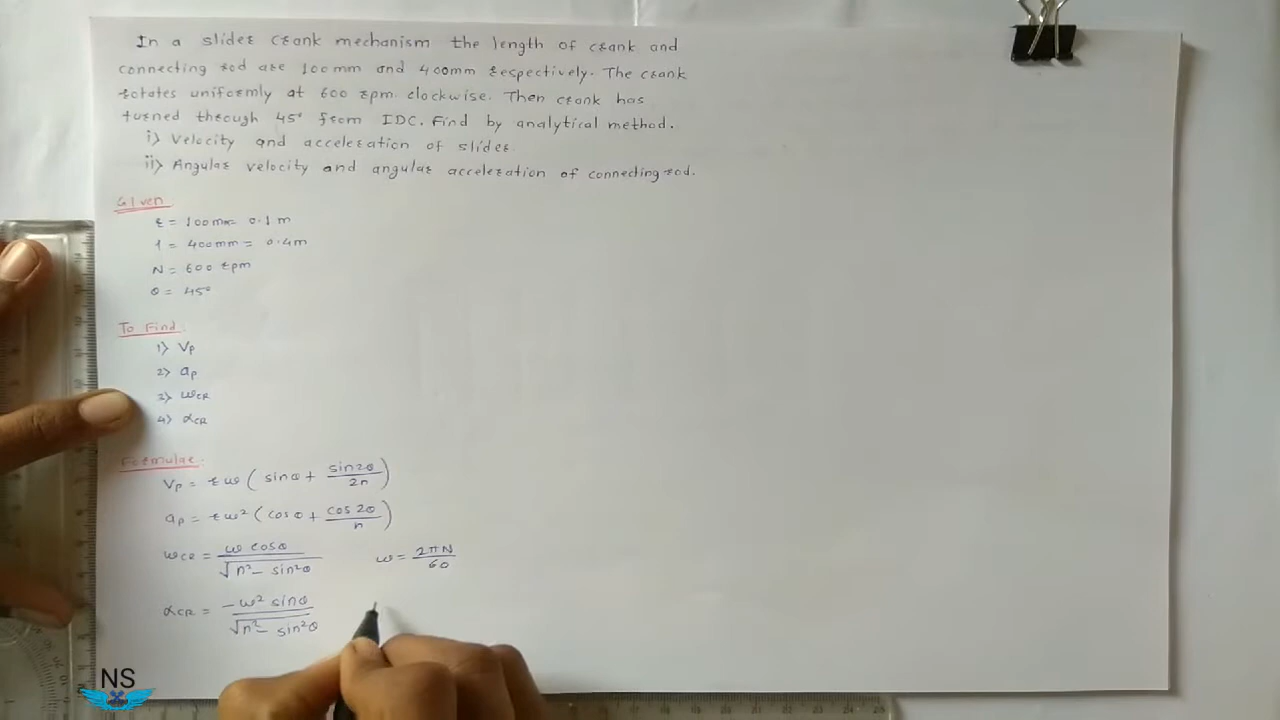 In a slider crank mechanism the length of crank and
connecting rod are 100mm and 400mm respectively. The crank
rotates uniformly at 600 rpm clockwise. Then crank has
turned through 45° from IDC. Find by analytical method.
i) Velocity and acceleration of slider.
ii) Angular velocity and angular acceleration of connecting rod.
Given
r = 100mm = 0.1 m
l = 400mm = 0.4m
N = 600 rpm
θ = 45°
To Find:
1) Vp
2) ap
3) ωCR
4) αCR
Formulae:
Vp = rω ( sinθ + sin2θ/2n )
ap = rω² ( cosθ + cos2θ/n )
ωCR = ω cosθ / √n² - sin²θ    ω = 2πN/60
αCR = -ω² sinθ / √n² - sin²θ
NS